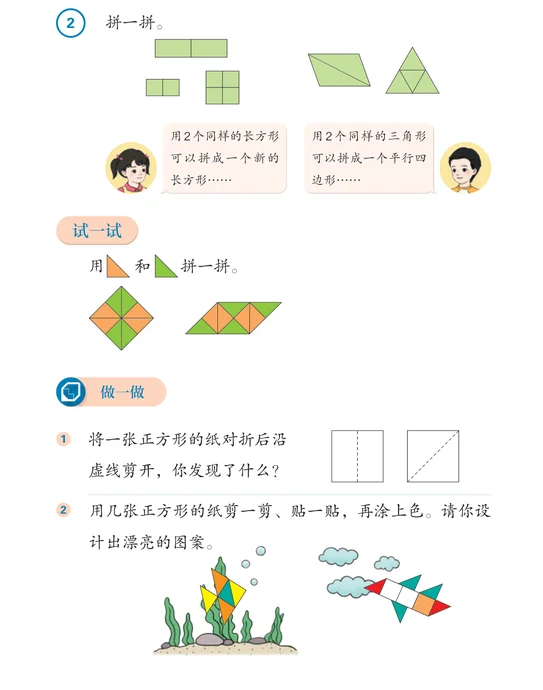 2 拼一拼。
用2个同样的长方形
可以拼成一个新的
长方形……
用2个同样的三角形
可以拼成一个平行四
边形……
试一试
用 和 拼一拼。
做一做
1 将一张正方形的纸对折后沿
虚线剪开，你发现了什么？
2 用几张正方形的纸剪一剪、贴一贴，再涂上色。请你设
计出漂亮的图案。